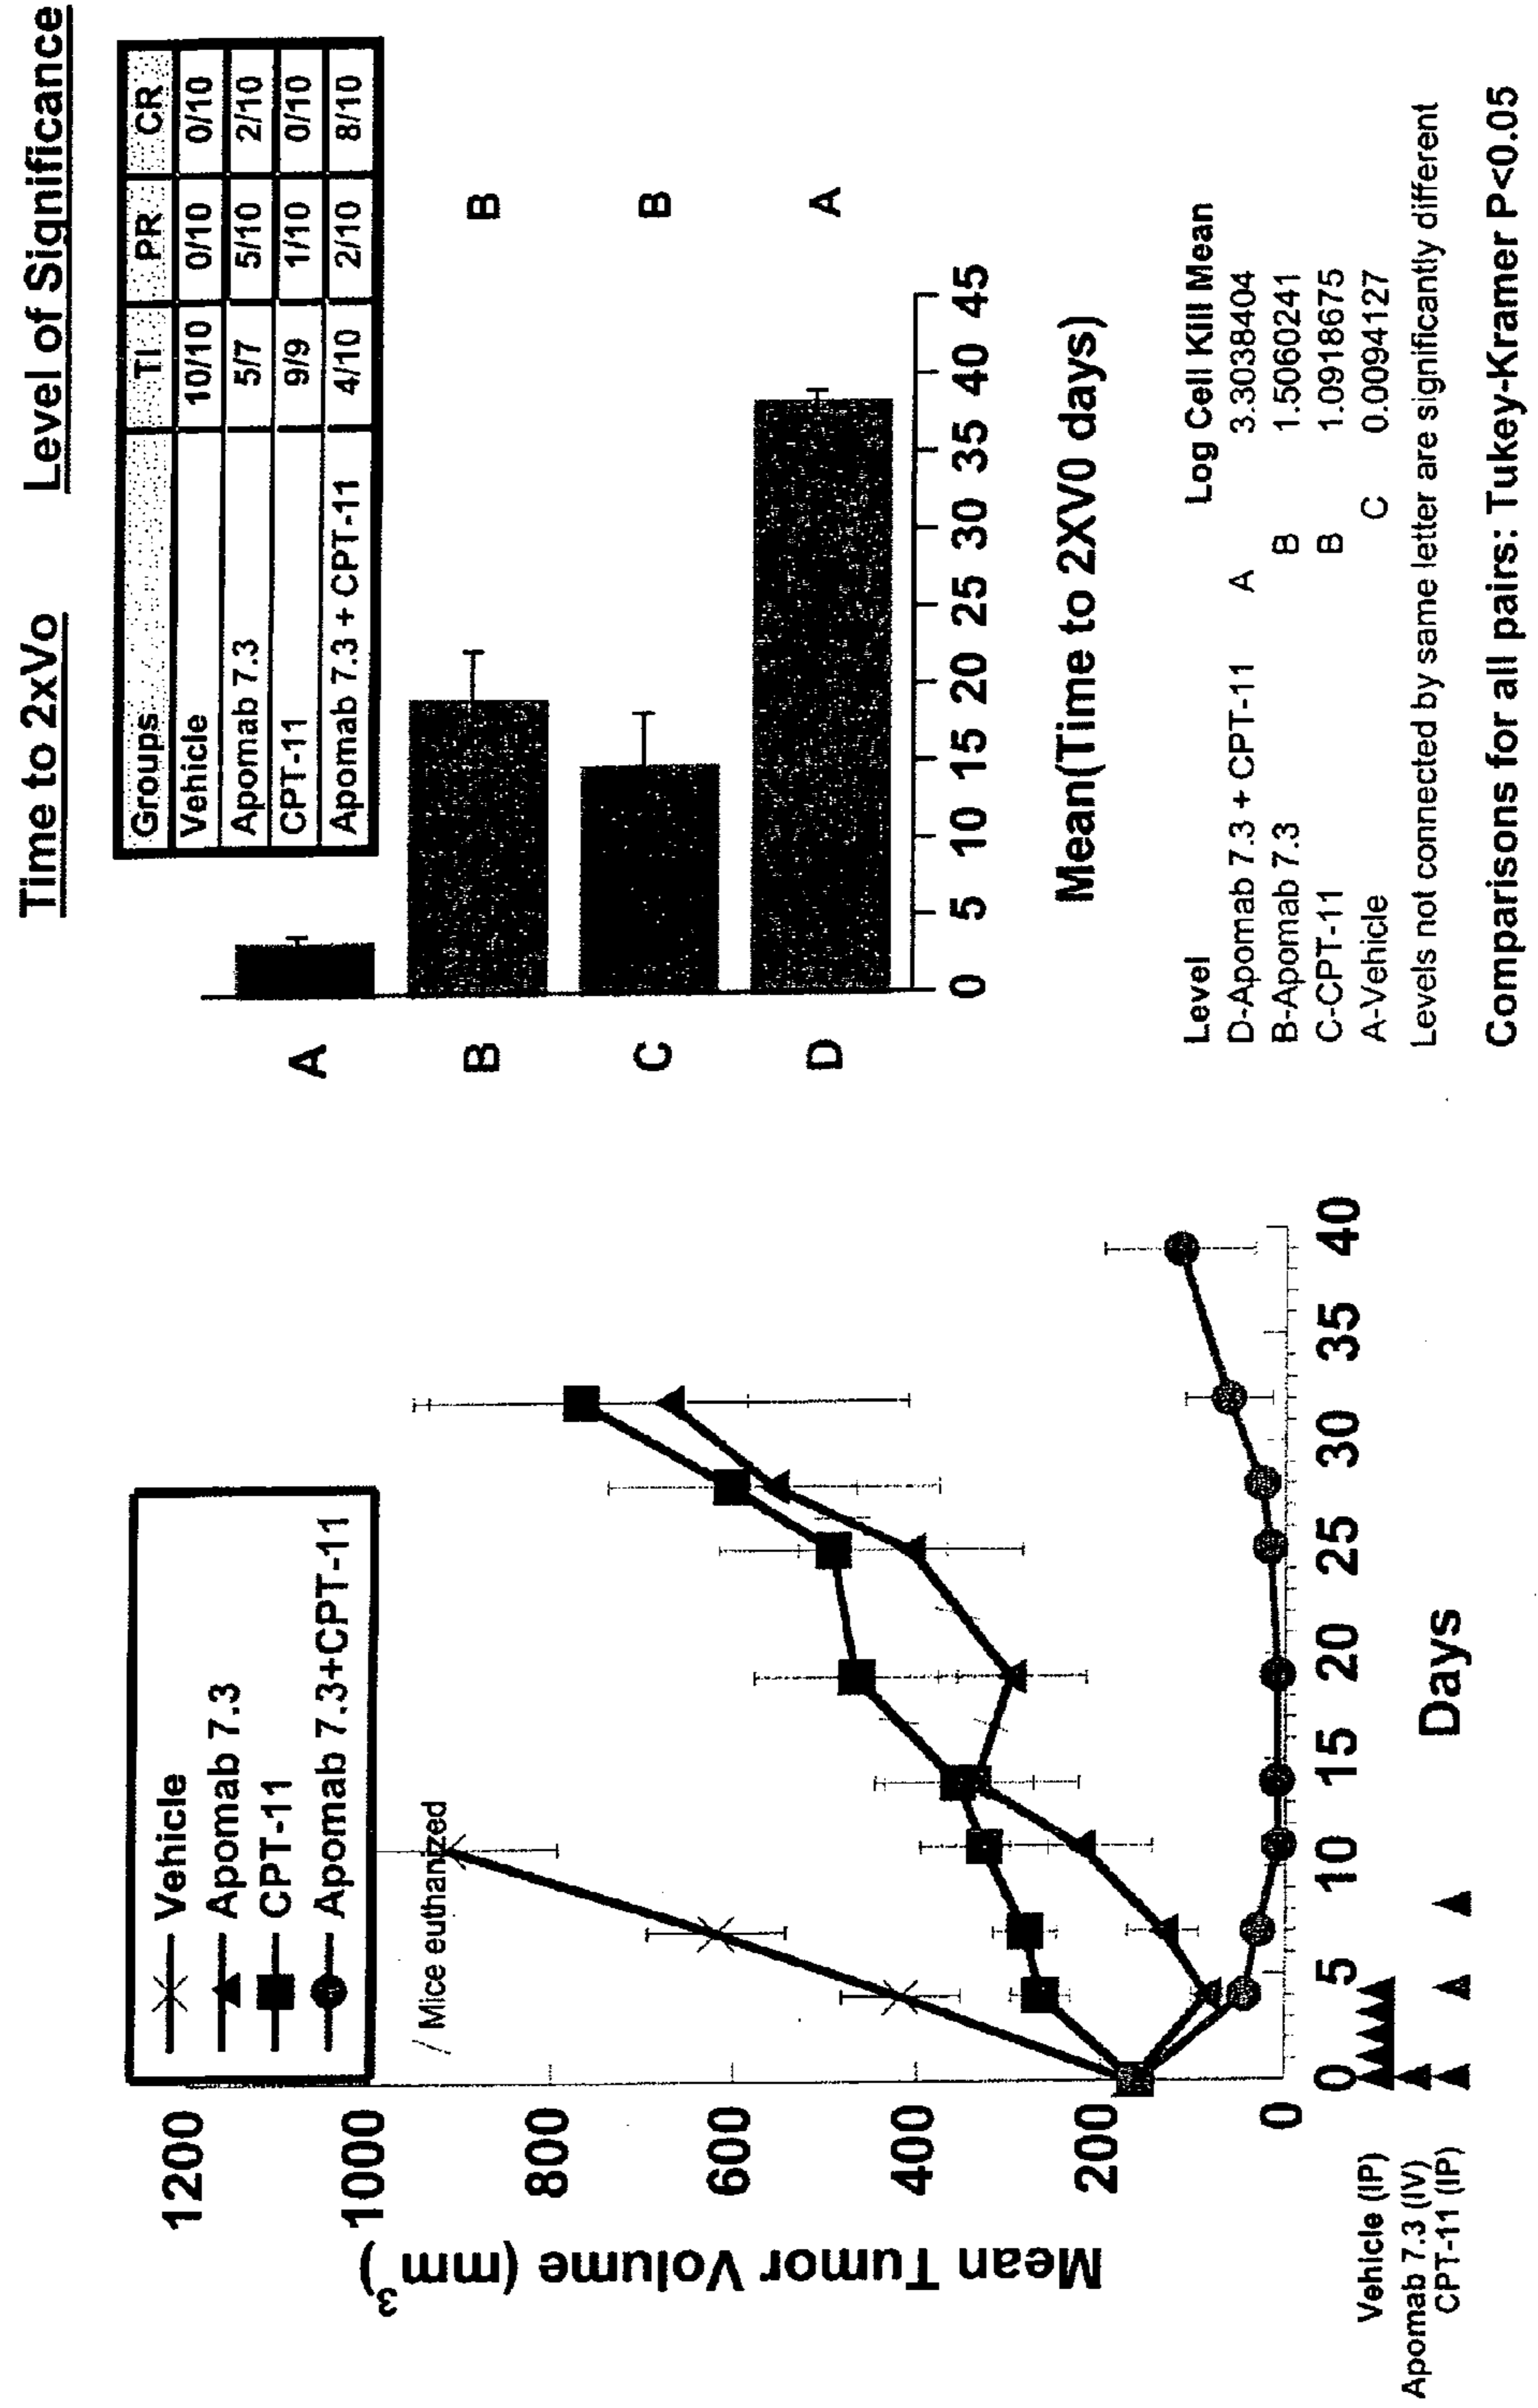 Mean Tumor Volume (mm3)
1200
1000
800
600
400
200
0
Vehicle
Apomab 7.3
CPT-11
Apomab 7.3+CPT-11
/ Mice euthanized
0 5 10 15 20 25 30 35 40
Days
Vehicle (IP)
Apomab 7.3 (IV)
CPT-11 (IP)
Time to 2xVo Level of Significance
Groups TI PR CR
Vehicle 10/10 0/10 0/10
Apomab 7.3 5/7 5/10 2/10
CPT-11 9/9 1/10 0/10
Apomab 7.3 + CPT-11 4/10 2/10 8/10
A
B B
C B
D A
0 5 10 15 20 25 30 35 40 45
Mean(Time to 2XV0 days)
Level Log Cell Kill Mean
D-Apomab 7.3 + CPT-11 A 3.3038404
B-Apomab 7.3 B 1.5060241
C-CPT-11 B 1.0918675
A-Vehicle C 0.0094127
Levels not connected by same letter are significantly different
Comparisons for all pairs: Tukey-Kramer P<0.05